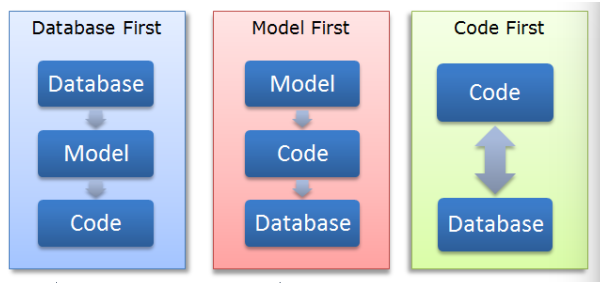 Database First
Database
Model
Code
Model First
Model
Code
Database
Code First
Code
Database